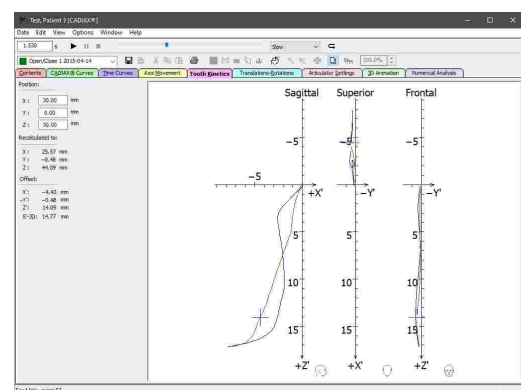 Test, Patient 3 [CADIAX®]
Data Edit View Options Window Help
1.530 s Slow
Open/Close 1 2015-04-14 100.0%
Contents CADIAX® Curves Time Curves Axis Movement Tooth Kinetics Translations-Rotations Articulator Settings 3D Animation Numerical Analysis
Position:
X: 30.00 mm
Y: 0.00 mm
Z: 30.00 mm
Recalculated to:
X: 25.57 mm
Y: -0.48 mm
Z: 44.09 mm
Offset:
X': -4.43 mm
-Y': -0.48 mm
Z': 14.09 mm
S'-3D: 14.77 mm
Sagittal Superior Frontal
-5 -5 -5
-5
+X' -Y' -Y'
5 5 5
10 10 10
15 15 15
+Z' +X' +Z'